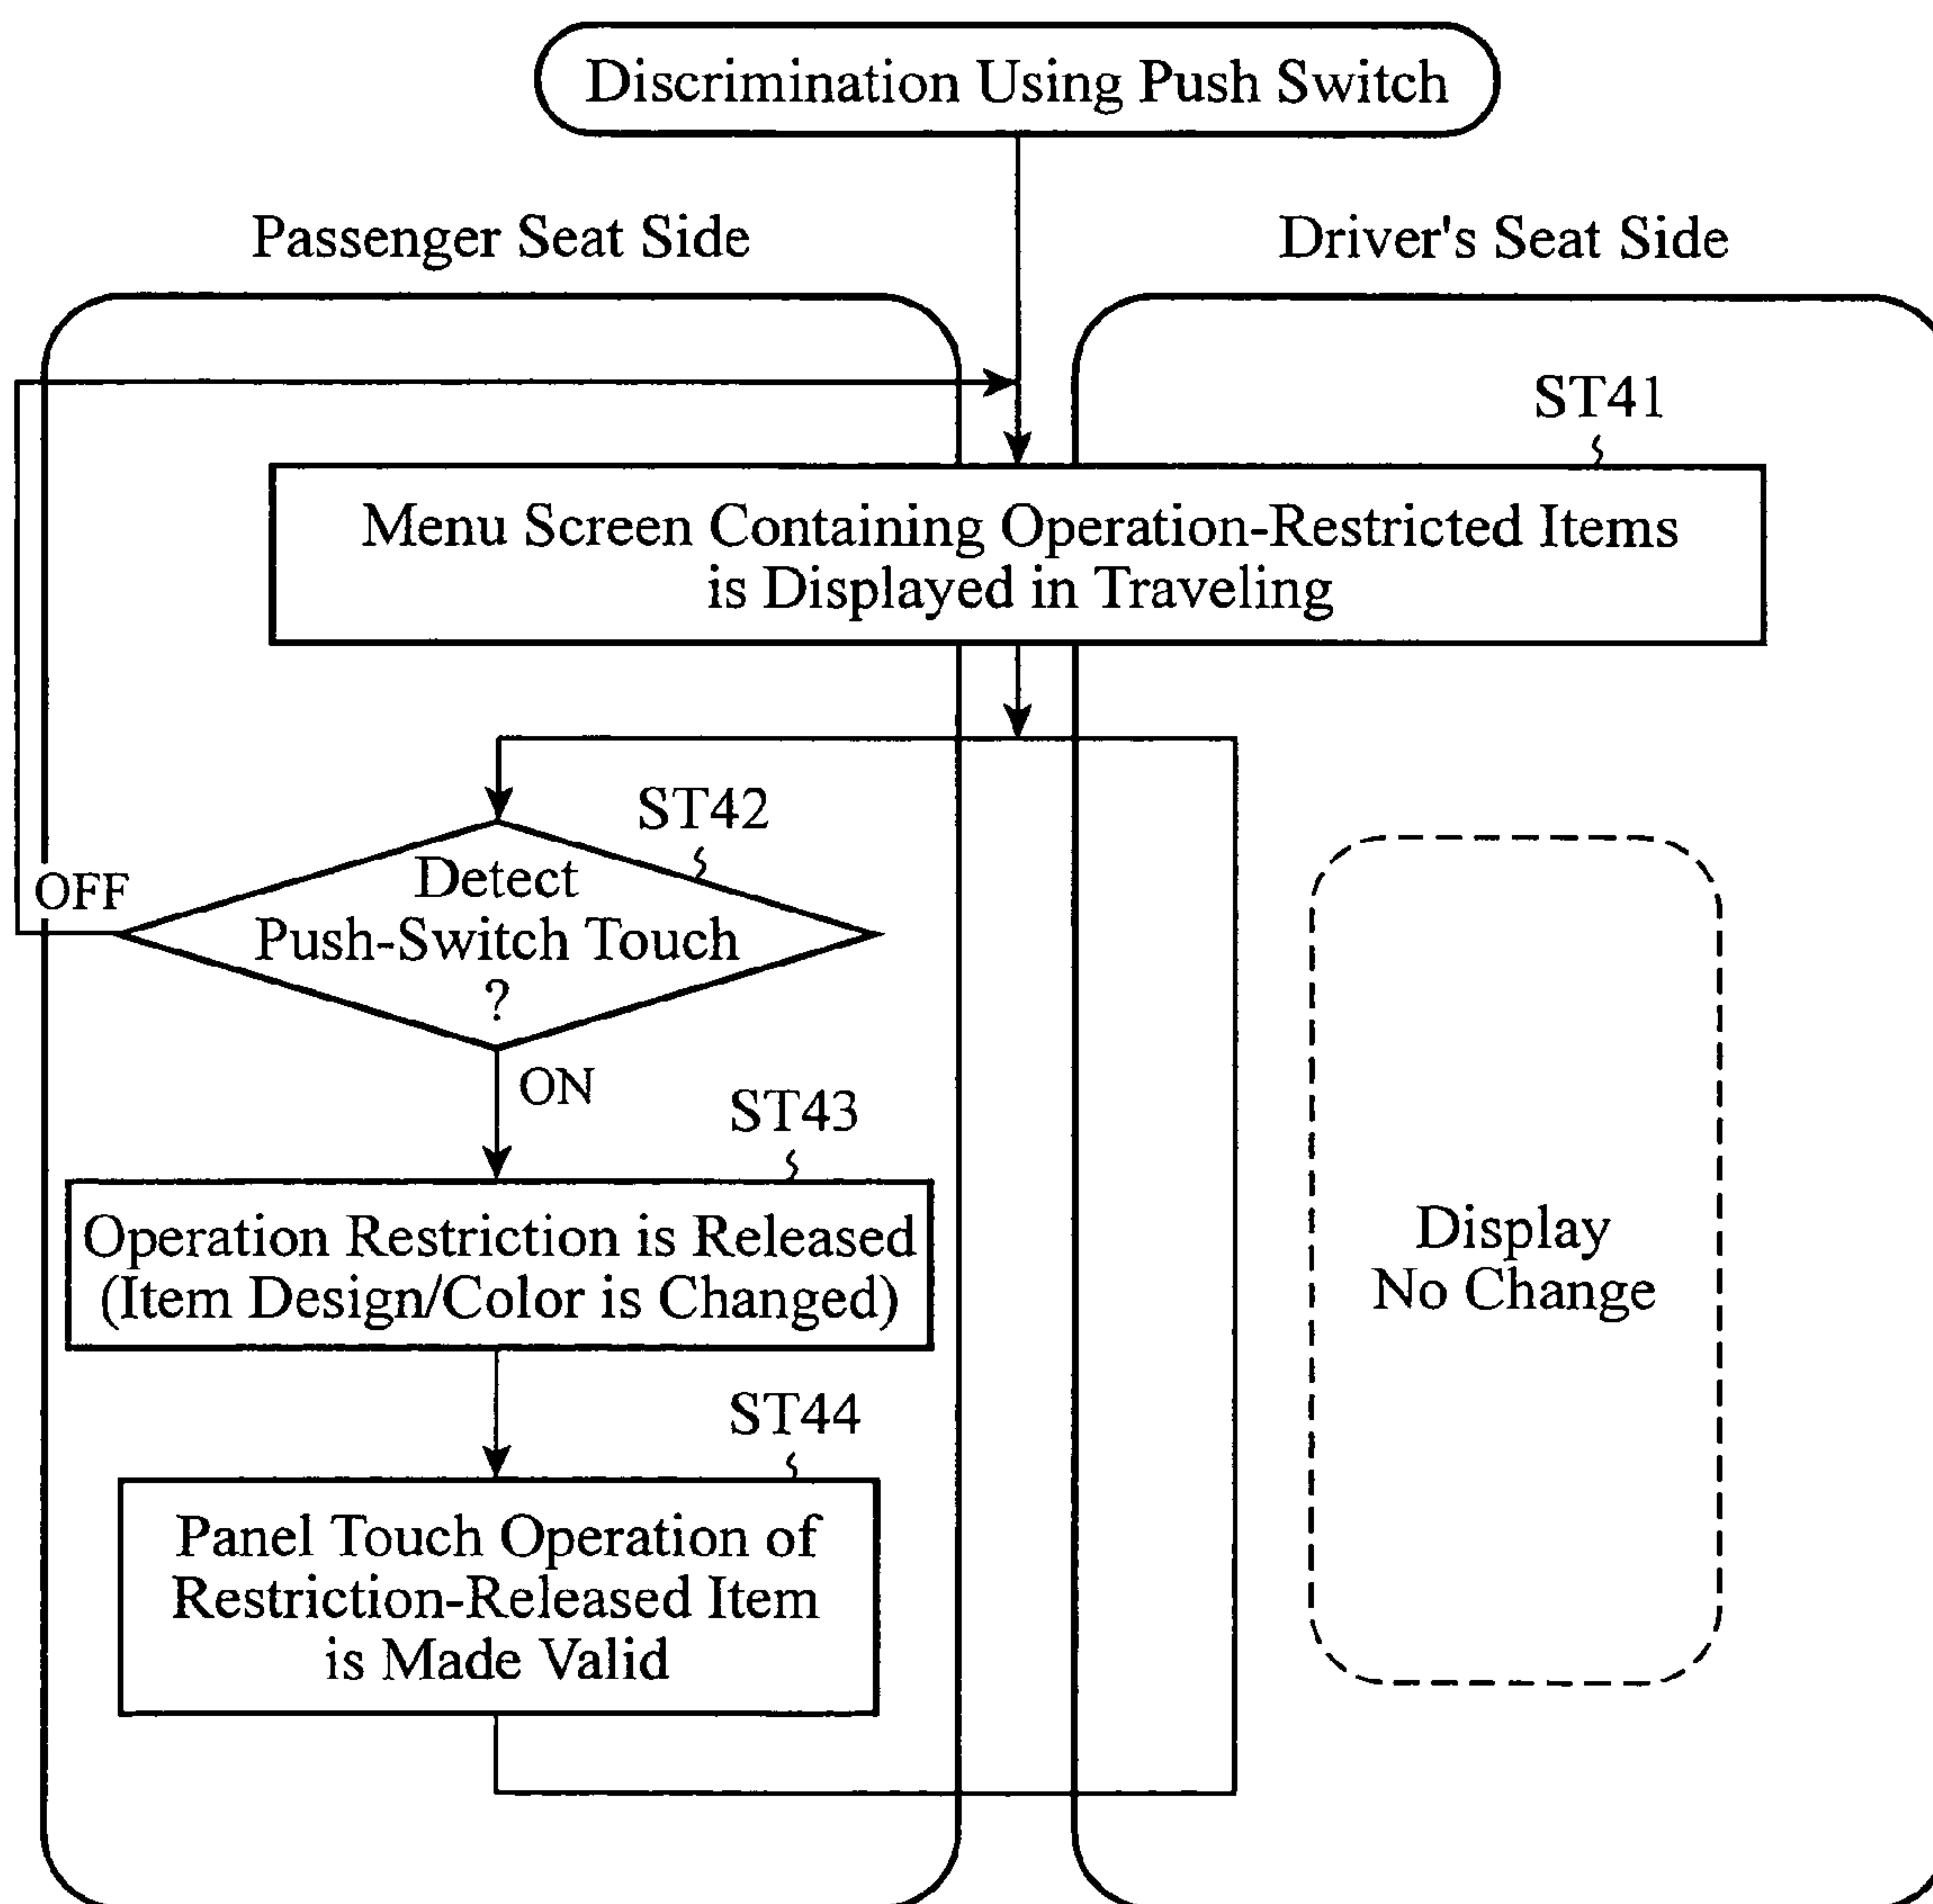 Discrimination Using Push Switch
Passenger Seat Side
Driver's Seat Side
ST41
Menu Screen Containing Operation-Restricted Items
is Displayed in Traveling
ST42
Detect
Push-Switch Touch
?
OFF
ON
ST43
Operation Restriction is Released
(Item Design/Color is Changed)
ST44
Panel Touch Operation of
Restriction-Released Item
is Made Valid
Display
No Change